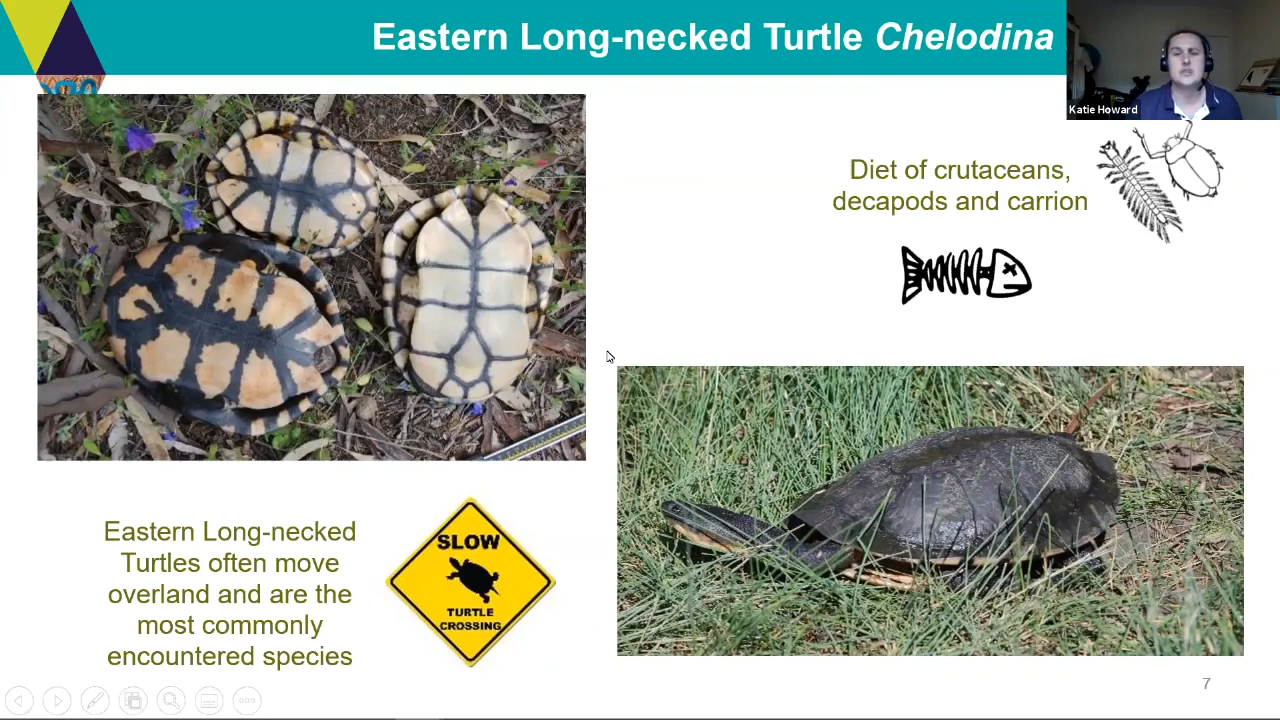 Eastern Long-necked Turtle Chelodina
Katie Howard
Diet of crutaceans,
decapods and carrion
Eastern Long-necked
Turtles often move
overland and are the
most commonly
encountered species
SLOW
TURTLE
CROSSING
7